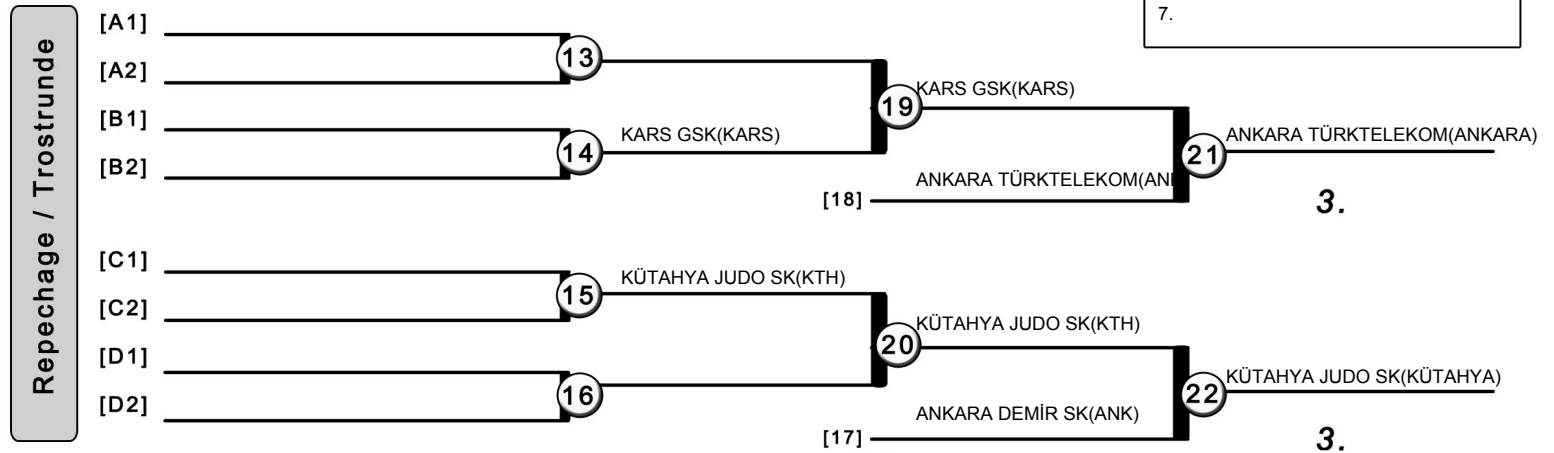 Repechage / Trostrunde
7.
[A1]
[A2]
13
[B1]
[B2]
14
KARS GSK(KARS)
19
KARS GSK(KARS)
[18]
ANKARA TÜRKTELEKOM(AN
21
ANKARA TÜRKTELEKOM(ANKARA)
3.
[C1]
[C2]
15
KÜTAHYA JUDO SK(KTH)
[D1]
[D2]
16
20
KÜTAHYA JUDO SK(KTH)
[17]
ANKARA DEMİR SK(ANK)
22
KÜTAHYA JUDO SK(KÜTAHYA)
3.